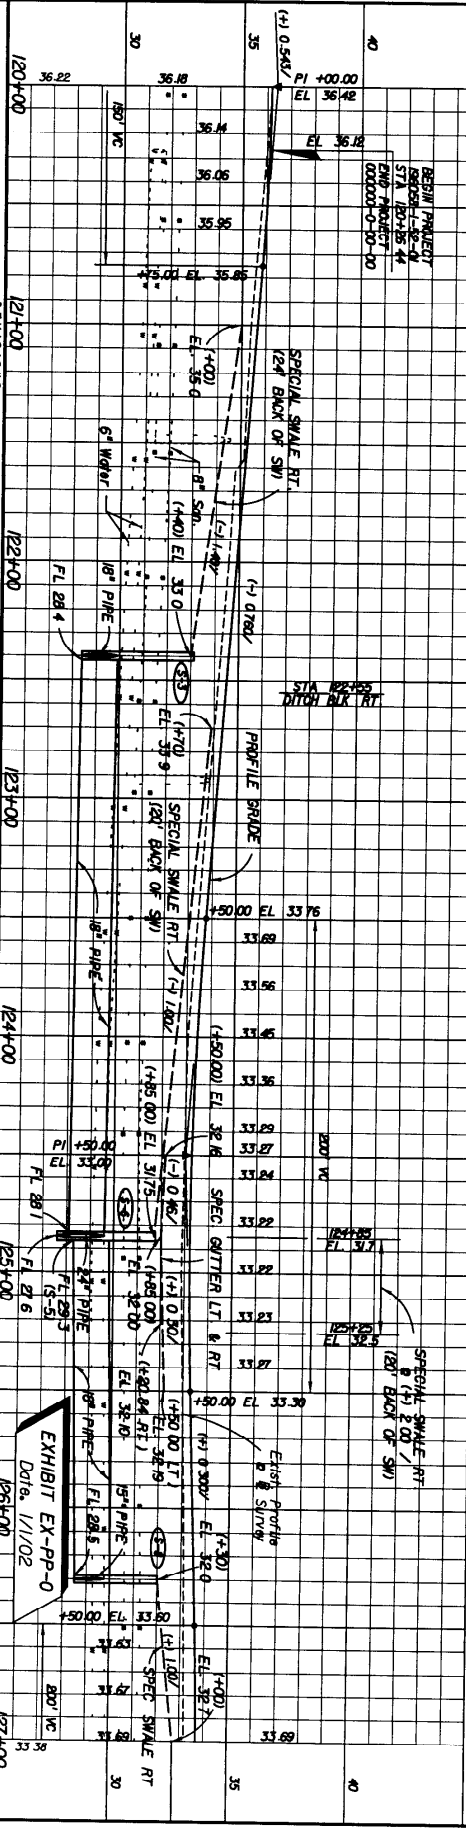 40
35
30
(+) 0.543/
PI +00.00
EL 36.42
EL 36.12
BEGIN PROJECT
STA 120+26.44
END PROJECT
000000-0-00-00
36.22
36.18
36.14
36.06
35.95
150' VC
+75.00 EL 35.85
120+00
121+00
(+00)
EL 35.0
SPECIAL SWALE RT.
(24' BACK OF SW)
(-) 1.40/
(-) 0.760/
8" San.
6" Water
(+40) EL 33.0
122+00
18" PIPE
FL 28.4
S-3
STA 122+55
DITCH BLK RT
(+70)
EL 33.9
PROFILE GRADE
SPECIAL SWALE RT
(20' BACK OF SW)
(-) 1.00/
123+00
18" PIPE
+50.00 EL 33.76
33.69
33.56
33.45
33.36
33.29
33.27
33.24
33.22
33.22
33.23
33.27
200' VC
124+00
PI +50.00
EL 33.00
(+50.00) EL 32.16
SPEC GUTTER LT & RT
(+85.00) EL 31.75
(-) 0.46/
(+) 0.50/
(+85.00)
EL 32.00
FL 28.1
FL 27.6
FL 29.3
(S-5)
24" PIPE
125+00
124+85
EL. 31.7
125+25
EL 32.5
SPECIAL SWALE RT.
@ (+) 2.00 /
(20' BACK OF SW)
+50.00 EL 33.30
(+50.00 LT.)
EL 32.19
(+20.84 RT.)
EL. 32.10
Exist. Profile
@ B Survey
(+) 0.300/
18" PIPE
15" PIPE
FL 28.5
126+00
(+30)
EL 32.0
+50.00 EL 33.60
33.63
33.67
33.69
33.69
(+) 1.00/
SPEC SWALE RT
(+00)
EL 32.7
200' VC
33.38
127+00
40
35
30
EXHIBIT EX-PP-0
Date: 1/1/02